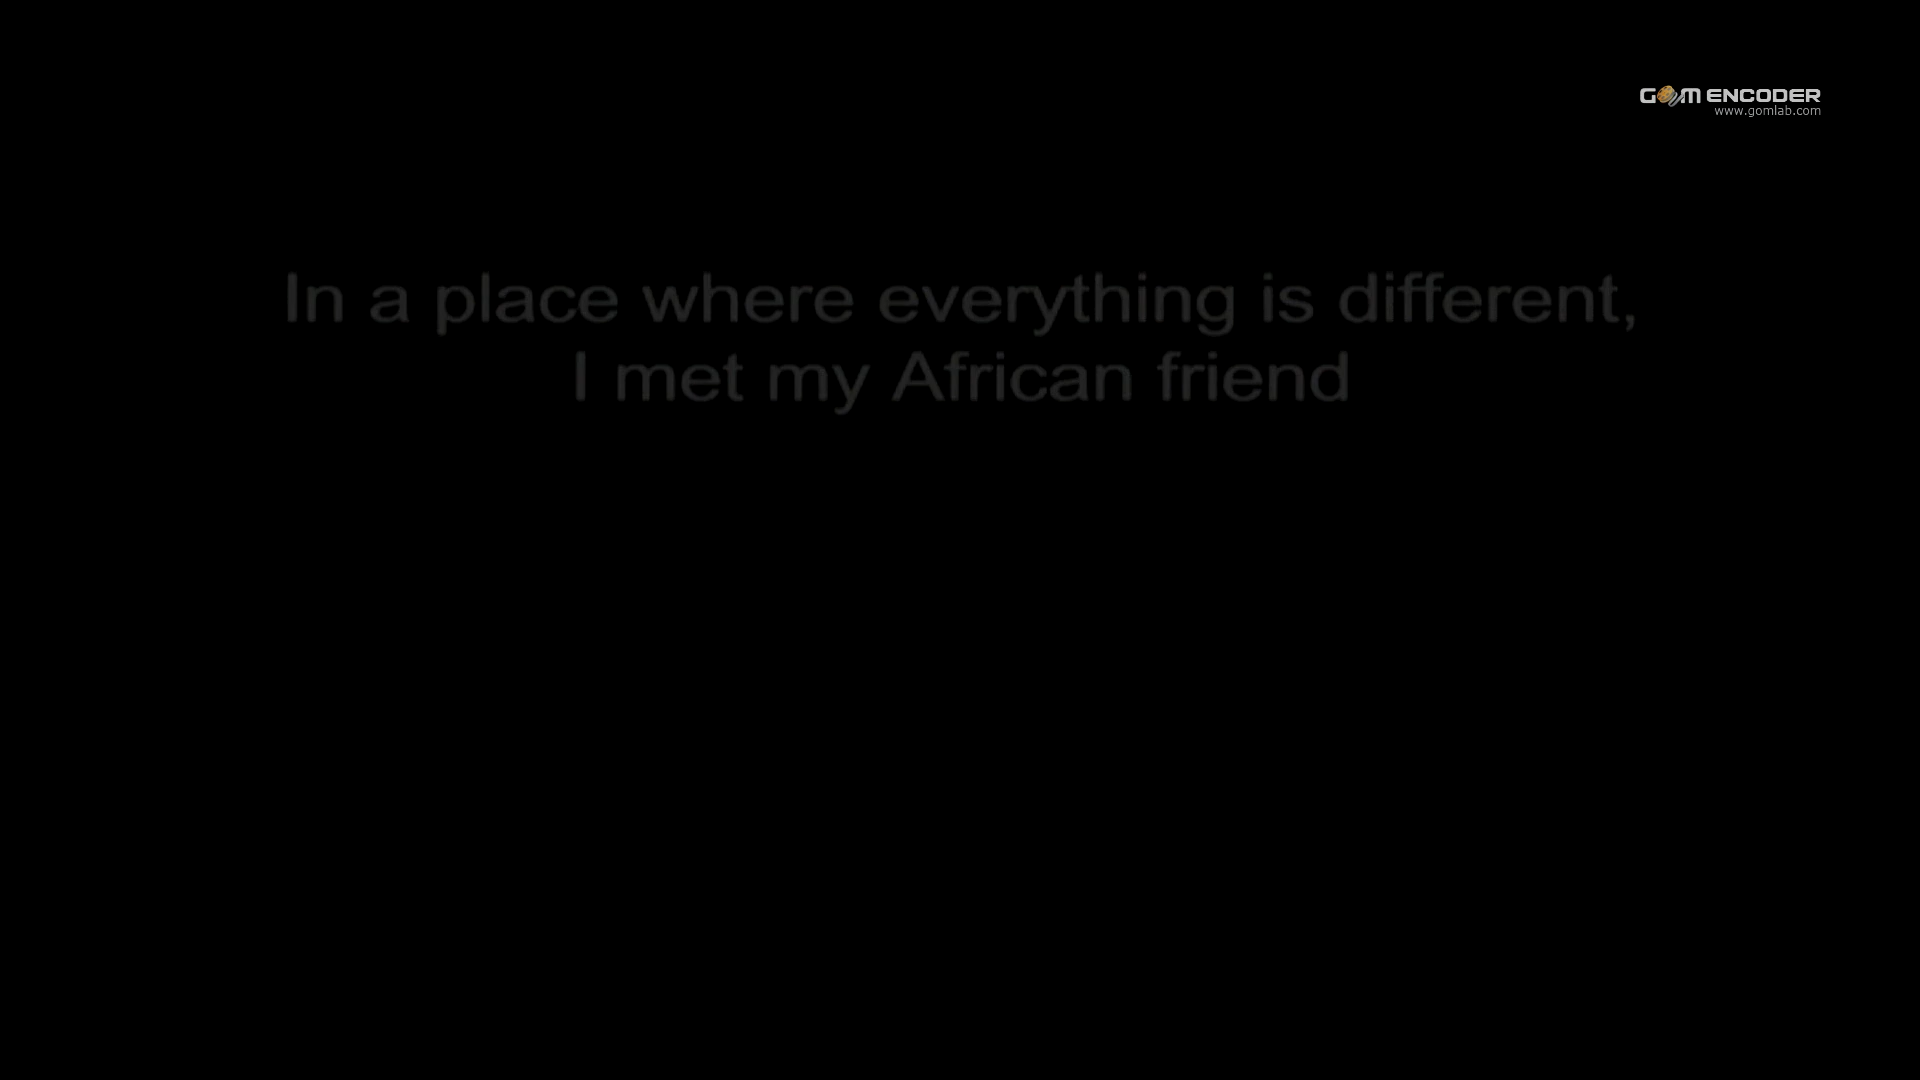 GOM ENCODER
www.gomlab.com
In a place where everything is different,
I met my African friend